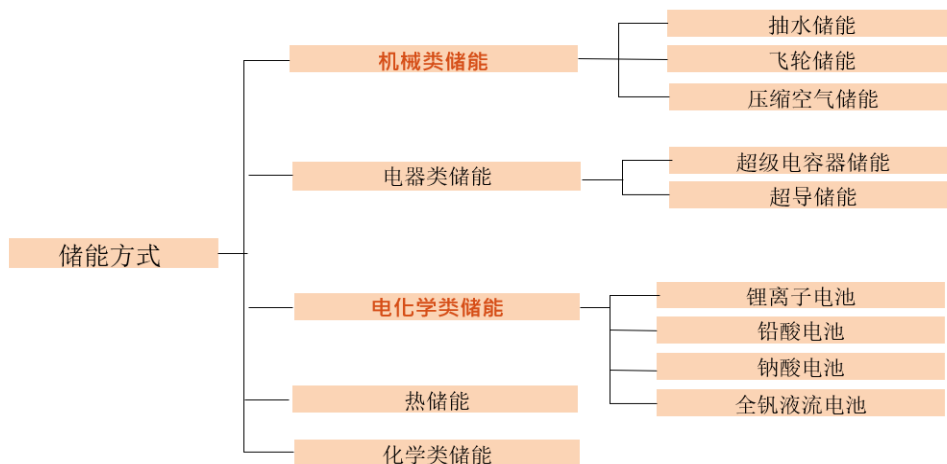 储能方式
机械类储能
抽水储能
飞轮储能
压缩空气储能
电器类储能
超级电容器储能
超导储能
电化学类储能
锂离子电池
铅酸电池
钠酸电池
全钒液流电池
热储能
化学类储能